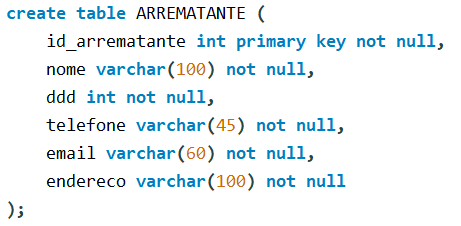 create table ARREMATANTE (
    id_arrematante int primary key not null,
    nome varchar(100) not null,
    ddd int not null,
    telefone varchar(45) not null,
    email varchar(60) not null,
    endereco varchar(100) not null
);